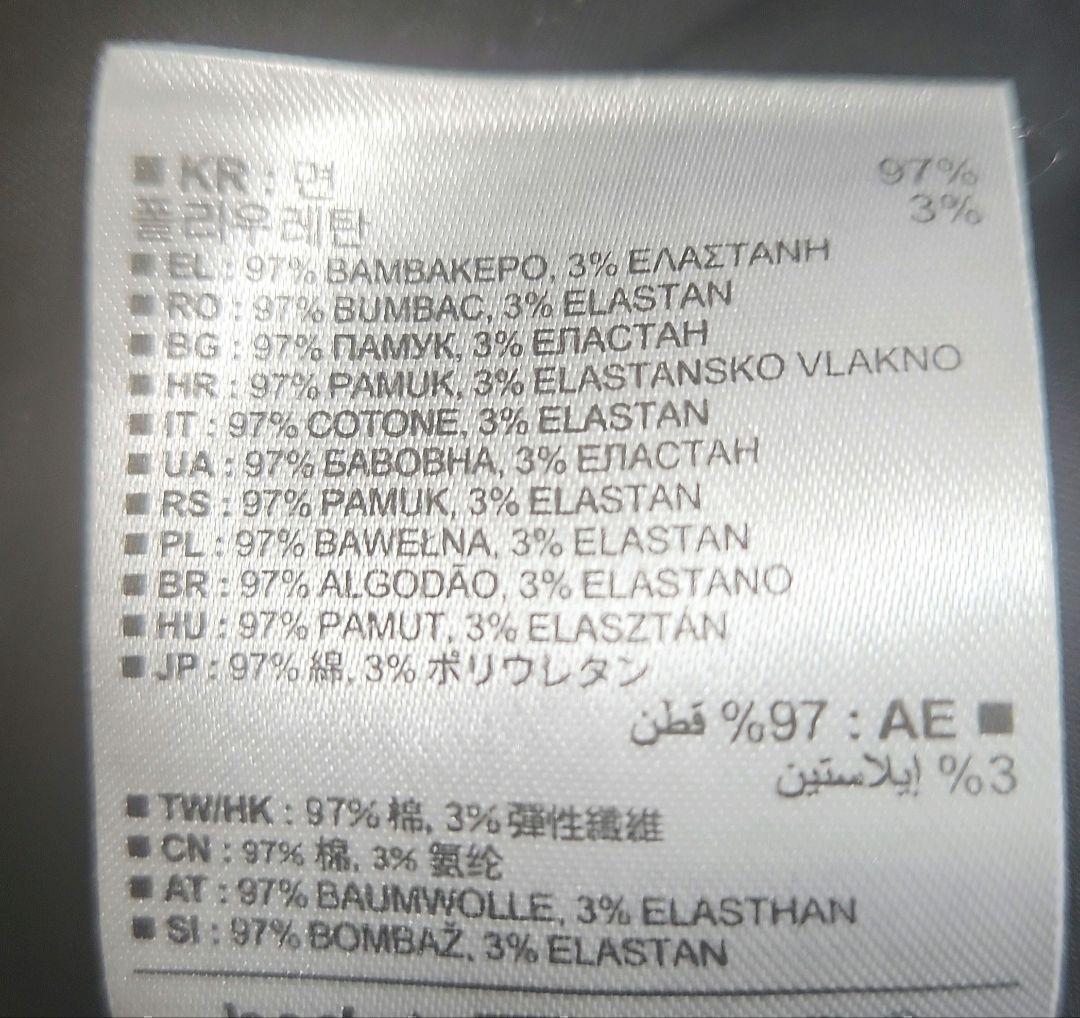 ■ KR : 면 97%
폴리우레탄 3%
■ EL : 97% ΒΑΜΒΑΚΕΡΟ, 3% ΕΛΑΣΤΑΝΗ
■ RO : 97% BUMBAC, 3% ELASTAN
■ BG : 97% ПАМУК, 3% ЕЛАСТАН
■ HR : 97% PAMUK, 3% ELASTANSKO VLAKNO
■ IT : 97% COTONE, 3% ELASTAN
■ UA : 97% БАВОВНА, 3% ЕЛАСТАН
■ RS : 97% PAMUK, 3% ELASTAN
■ PL : 97% BAWEŁNA, 3% ELASTAN
■ BR : 97% ALGODÃO, 3% ELASTANO
■ HU : 97% PAMUT, 3% ELASZTÁN
■ JP : 97% 綿, 3% ポリウレタン
■ AE : 97% قطن
3% إيلاستين
■ TW/HK : 97% 棉, 3% 彈性纖維
■ CN : 97% 棉, 3% 氨纶
■ AT : 97% BAUMWOLLE, 3% ELASTHAN
■ SI : 97% BOMBAŽ, 3% ELASTAN